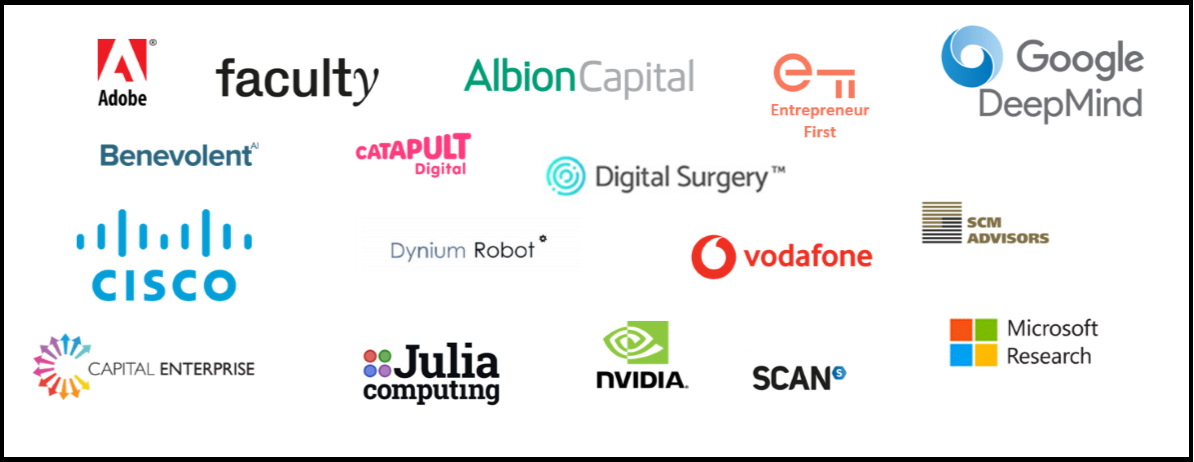 Adobe®
faculty
AlbionCapital
Entrepreneur
First
Google
DeepMind
Benevolent AI
CATAPULT
Digital
Digital Surgery™
CISCO
Dynium Robot
vodafone
SCM
ADVISORS
CAPITAL ENTERPRISE
Julia
computing
NVIDIA.
SCAN S
Microsoft
Research